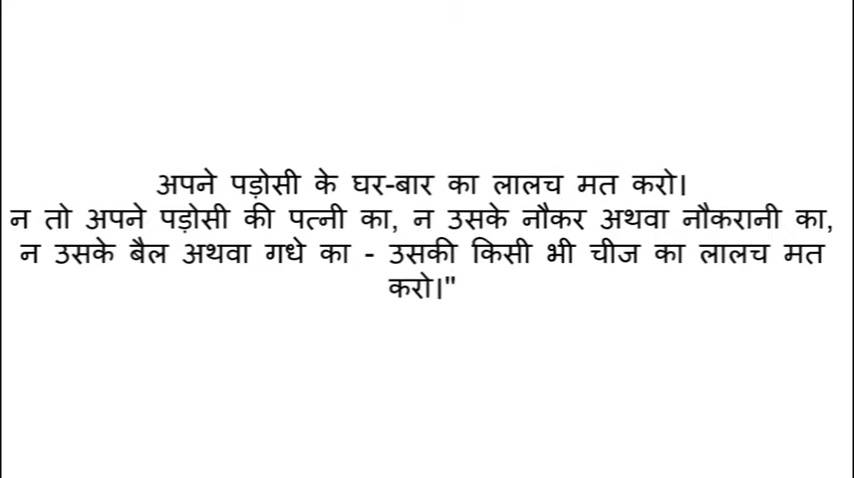 अपने पड़ोसी के घर-बार का लालच मत करो।
न तो अपने पड़ोसी की पत्नी का, न उसके नौकर अथवा नौकरानी का,
न उसके बैल अथवा गधे का - उसकी किसी भी चीज का लालच मत
करो।"